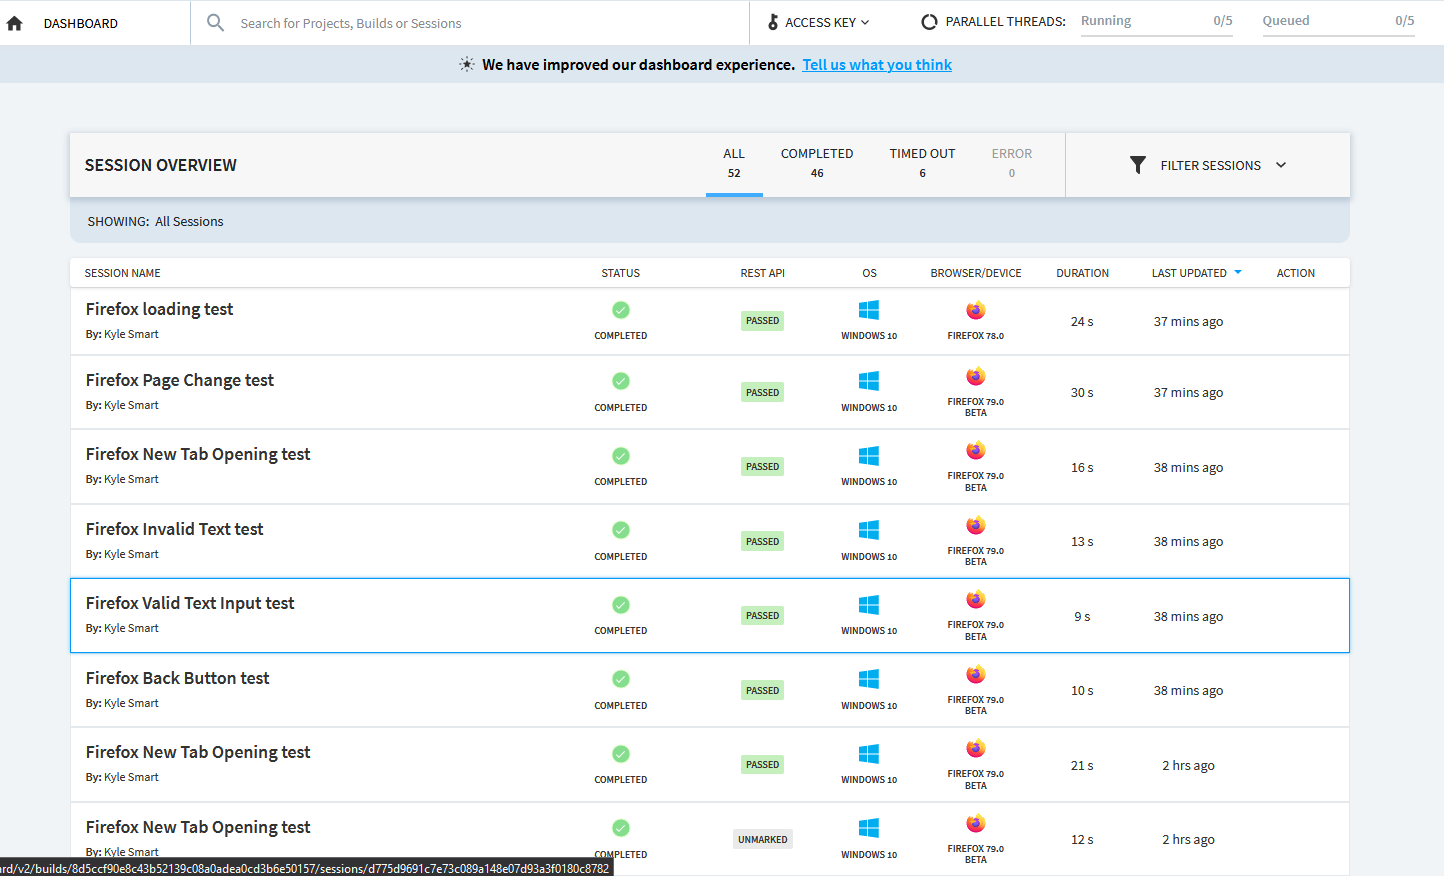 DASHBOARD
Search for Projects, Builds or Sessions
ACCESS KEY
PARALLEL THREADS:
Running 0/5
Queued 0/5
We have improved our dashboard experience. Tell us what you think
SESSION OVERVIEW
ALL
52
COMPLETED
46
TIMED OUT
6
ERROR
0
FILTER SESSIONS
SHOWING: All Sessions
SESSION NAME STATUS REST API OS BROWSER/DEVICE DURATION LAST UPDATED ACTION
Firefox loading test
By: Kyle Smart
COMPLETED
PASSED
WINDOWS 10
FIREFOX 78.0
24 s
37 mins ago
Firefox Page Change test
By: Kyle Smart
COMPLETED
PASSED
WINDOWS 10
FIREFOX 79.0
BETA
30 s
37 mins ago
Firefox New Tab Opening test
By: Kyle Smart
COMPLETED
PASSED
WINDOWS 10
FIREFOX 79.0
BETA
16 s
38 mins ago
Firefox Invalid Text test
By: Kyle Smart
COMPLETED
PASSED
WINDOWS 10
FIREFOX 79.0
BETA
13 s
38 mins ago
Firefox Valid Text Input test
By: Kyle Smart
COMPLETED
PASSED
WINDOWS 10
FIREFOX 79.0
BETA
9 s
38 mins ago
Firefox Back Button test
By: Kyle Smart
COMPLETED
PASSED
WINDOWS 10
FIREFOX 79.0
BETA
10 s
38 mins ago
Firefox New Tab Opening test
By: Kyle Smart
COMPLETED
PASSED
WINDOWS 10
FIREFOX 79.0
BETA
21 s
2 hrs ago
Firefox New Tab Opening test
By: Kyle Smart
COMPLETED
UNMARKED
WINDOWS 10
FIREFOX 79.0
BETA
12 s
2 hrs ago
ard/v2/builds/8d5ccf90e8c43b52139c08a0adea0cd3b6e50157/sessions/d775d9691c7e73c089a148e07d93a3f0180c8782